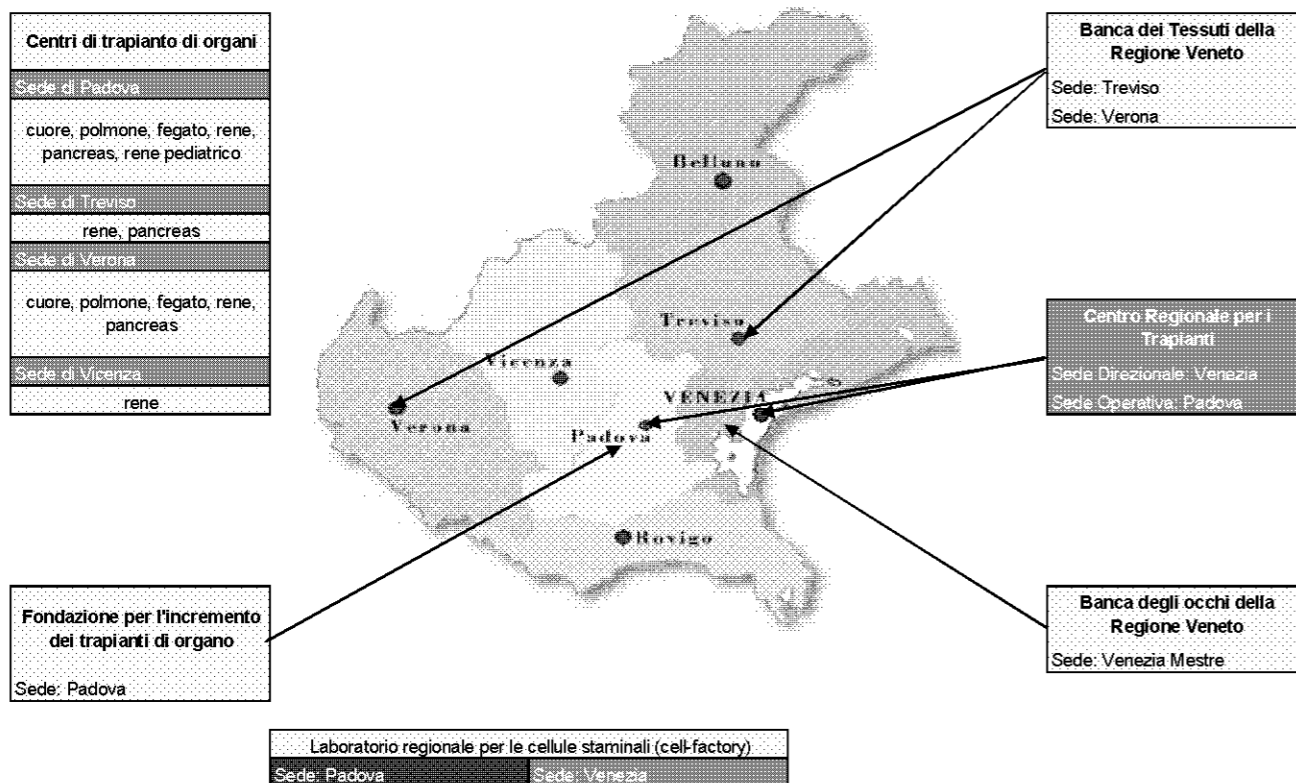 Centri di trapianto di organi
Sede di Padova
cuore, polmone, fegato, rene,
pancreas, rene pediatrico
Sede di Treviso
rene, pancreas
Sede di Verona
cuore, polmone, fegato, rene,
pancreas
Sede di Vicenza
rene
Banca dei Tessuti della
Regione Veneto
Sede: Treviso
Sede: Verona
Belluno
Treviso
Vicenza
VENEZIA
Verona
Padova
Rovigo
Centro Regionale per i
Trapianti
Sede Direzionale: Venezia
Sede Operativa: Padova
Fondazione per l'incremento
dei trapianti di organo
Sede: Padova
Banca degli occhi della
Regione Veneto
Sede: Venezia Mestre
Laboratorio regionale per le cellule staminali (cell-factory)
Sede: Padova
Sede: Venezia